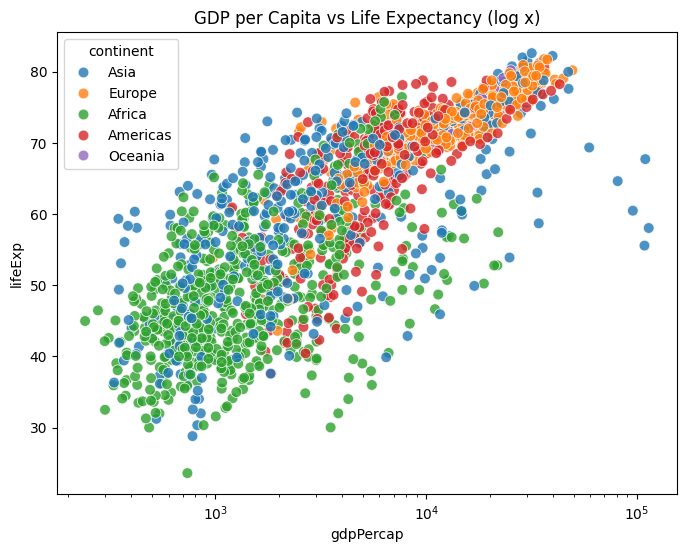 GDP per Capita vs Life Expectancy (log x)
continent
Asia
Europe
Africa
Americas
Oceania
80
70
60
50
40
30
lifeExp
10³
10⁴
10⁵
gdpPercap